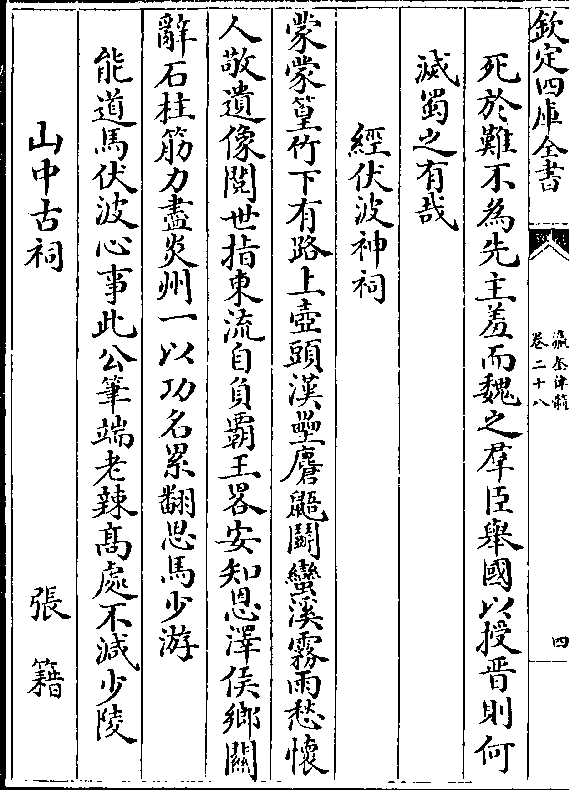 欽定四庫全書
瀛奎律髓
卷二十八
四
死於難不為先主羞而魏之羣臣舉國以授晉則何
滅蜀之有哉
經伏波神祠
蒙蒙篁竹下有路上壺頭漢壘麏鼯鬭蠻溪霧雨愁懷
人敬遺像閱世指東流自負霸王畧安知恩澤侯鄉關
辭石柱筋力盡炎州一以功名累翻思馬少游
能道馬伏波心事此公筆端老辣髙處不減少陵
山中古祠 張籍